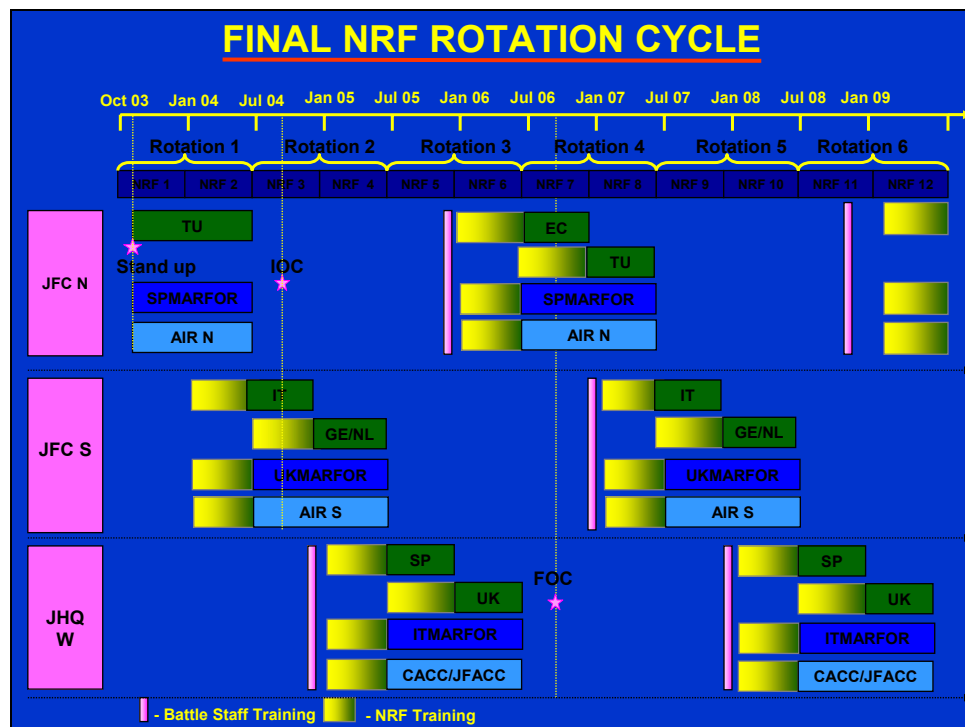 FINAL NRF ROTATION CYCLE
Oct 03 Jan 04 Jul 04 Jan 05 Jul 05 Jan 06 Jul 06 Jan 07 Jul 07 Jan 08 Jul 08 Jan 09
Rotation 1 Rotation 2 Rotation 3 Rotation 4 Rotation 5 Rotation 6
NRF 1 NRF 2 NRF 3 NRF 4 NRF 5 NRF 6 NRF 7 NRF 8 NRF 9 NRF 10 NRF 11 NRF 12
JFC N
TU EC
TU
Stand up IOC
SPMARFOR SPMARFOR
AIR N AIR N
JFC S
IT IT
GE/NL GE/NL
UKMARFOR UKMARFOR
AIR S AIR S
JHQ
W
SP SP
FOC
UK UK
ITMARFOR ITMARFOR
CACC/JFACC CACC/JFACC
- Battle Staff Training - NRF Training